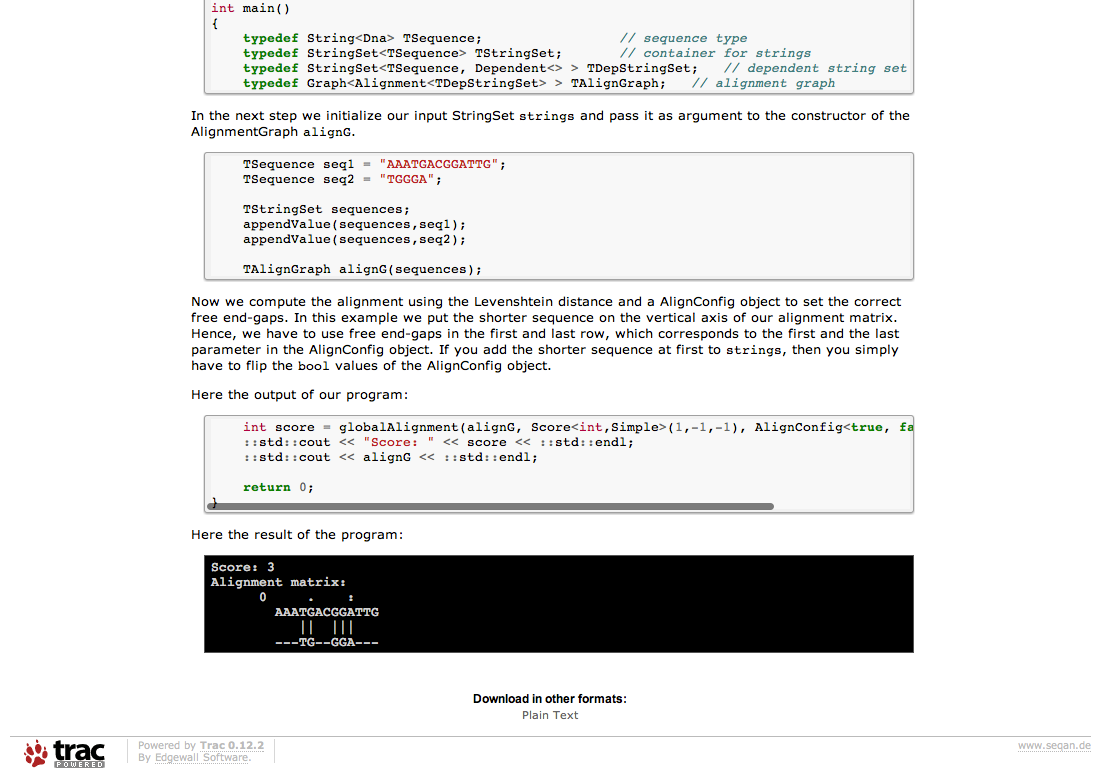 int main()
{
    typedef String<Dna> TSequence;                 // sequence type
    typedef StringSet<TSequence> TStringSet;       // container for strings
    typedef StringSet<TSequence, Dependent<> > TDepStringSet;   // dependent string set
    typedef Graph<Alignment<TDepStringSet> > TAlignGraph;   // alignment graph
In the next step we initialize our input StringSet strings and pass it as argument to the constructor of the
AlignmentGraph alignG.
    TSequence seq1 = "AAATGACGGATTG";
    TSequence seq2 = "TGGGA";
    TStringSet sequences;
    appendValue(sequences,seq1);
    appendValue(sequences,seq2);
    TAlignGraph alignG(sequences);
Now we compute the alignment using the Levenshtein distance and a AlignConfig object to set the correct
free end-gaps. In this example we put the shorter sequence on the vertical axis of our alignment matrix.
Hence, we have to use free end-gaps in the first and last row, which corresponds to the first and the last
parameter in the AlignConfig object. If you add the shorter sequence at first to strings, then you simply
have to flip the bool values of the AlignConfig object.
Here the output of our program:
    int score = globalAlignment(alignG, Score<int,Simple>(1,-1,-1), AlignConfig<true, fa
    ::std::cout << "Score: " << score << ::std::endl;
    ::std::cout << alignG << ::std::endl;
    return 0;
}
Here the result of the program:
Score: 3
Alignment matrix:
      0     .    :
        AAATGACGGATTG
           ||  |||
        ---TG--GGA---
Download in other formats:
Plain Text
trac POWERED
Powered by Trac 0.12.2
By Edgewall Software.
www.seqan.de